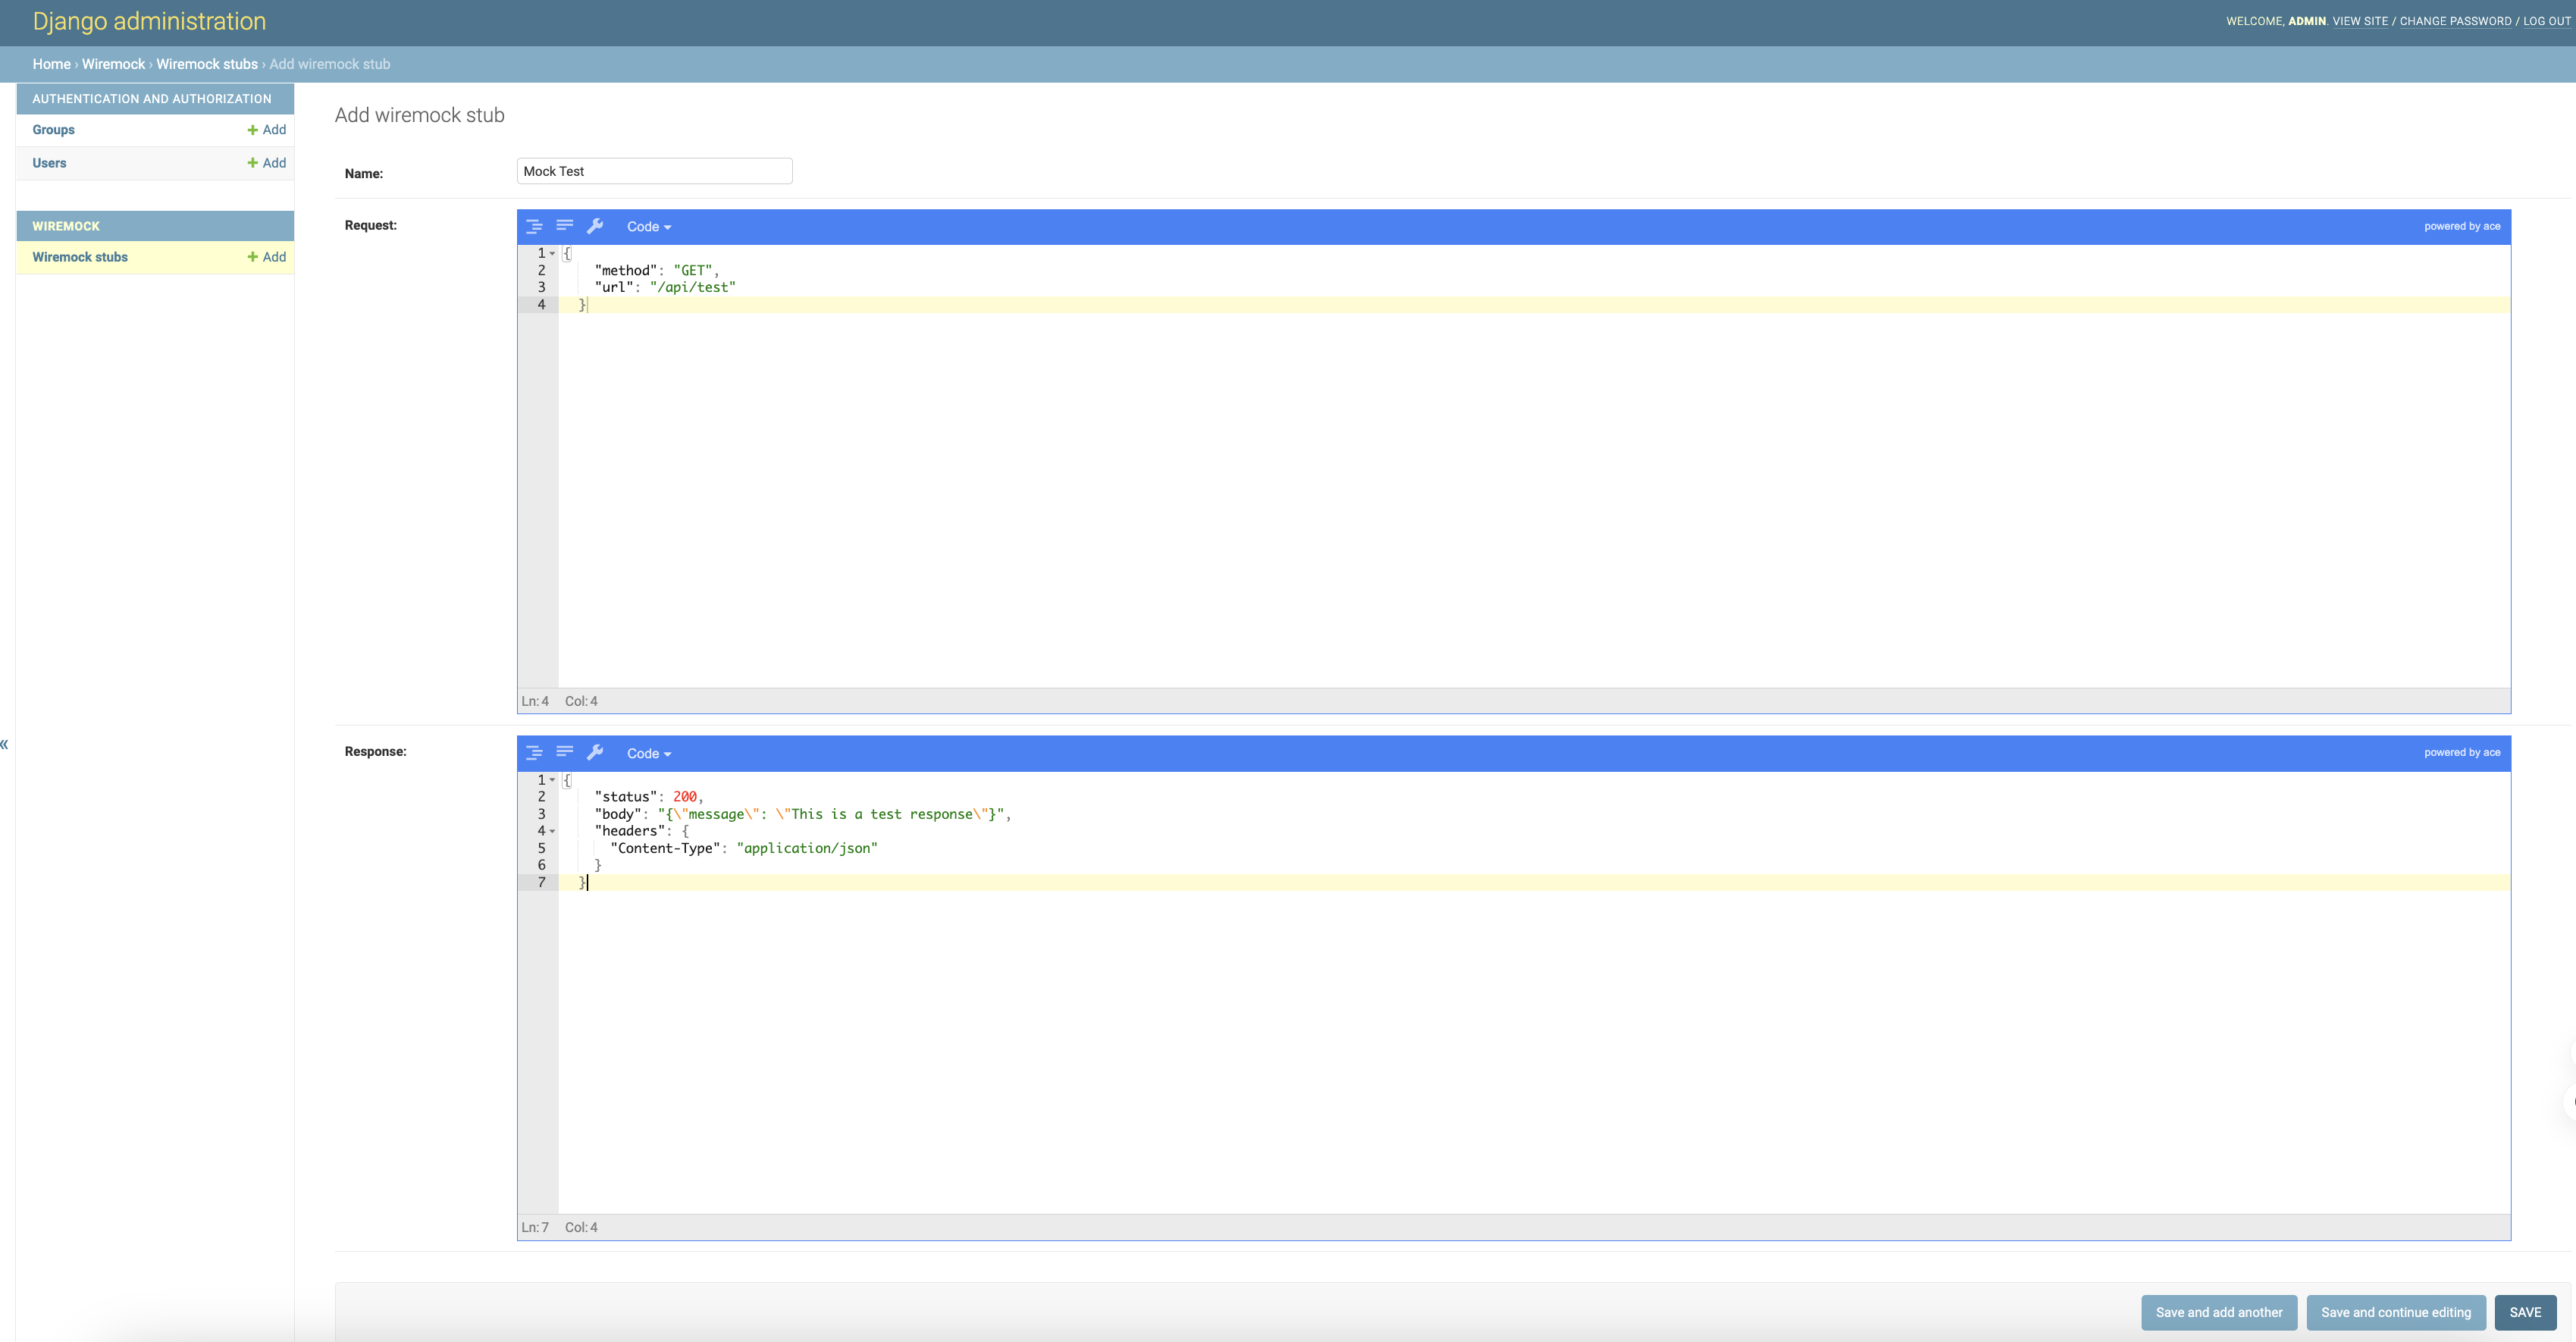 Django administration
WELCOME, ADMIN. VIEW SITE / CHANGE PASSWORD / LOG OUT
Home › Wiremock › Wiremock stubs › Add wiremock stub
AUTHENTICATION AND AUTHORIZATION
Groups + Add
Users + Add
WIREMOCK
Wiremock stubs + Add
«
Add wiremock stub
Name: Mock Test
Request:
Code
powered by ace
1 {
2 "method": "GET",
3 "url": "/api/test"
4 }
Ln: 4 Col: 4
Response:
Code
powered by ace
1 {
2 "status": 200,
3 "body": "{\"message\": \"This is a test response\"}",
4 "headers": {
5 "Content-Type": "application/json"
6 }
7 }
Ln: 7 Col: 4
Save and add another
Save and continue editing
SAVE